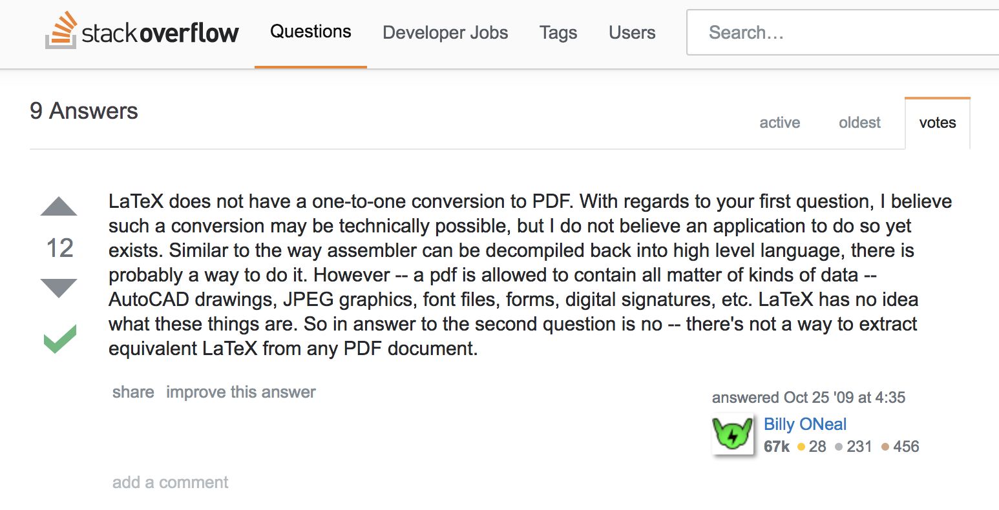 stackoverflow Questions Developer Jobs Tags Users Search...
9 Answers
active oldest votes
LaTeX does not have a one-to-one conversion to PDF. With regards to your first question, I believe
such a conversion may be technically possible, but I do not believe an application to do so yet
exists. Similar to the way assembler can be decompiled back into high level language, there is
probably a way to do it. However -- a pdf is allowed to contain all matter of kinds of data --
AutoCAD drawings, JPEG graphics, font files, forms, digital signatures, etc. LaTeX has no idea
what these things are. So in answer to the second question is no -- there's not a way to extract
equivalent LaTeX from any PDF document.
12
share improve this answer
answered Oct 25 '09 at 4:35
Billy ONeal
67k 28 231 456
add a comment